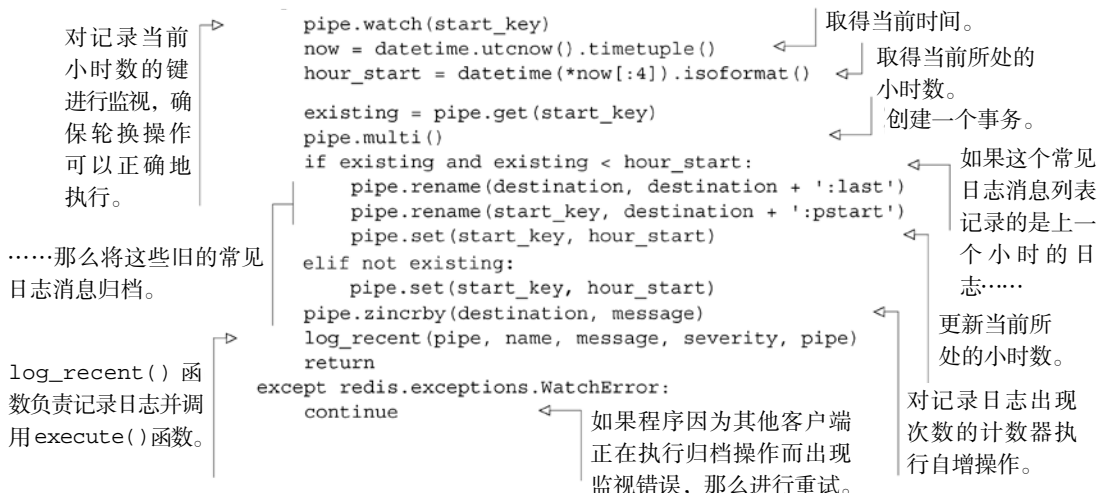 对记录当前
小时数的键
进行监视，确
保轮换操作
可以正确地
执行。
……那么将这些旧的常见
日志消息归档。
log_recent() 函
数负责记录日志并调
用execute()函数。
pipe.watch(start_key)
now = datetime.utcnow().timetuple()
hour_start = datetime(*now[:4]).isoformat()
existing = pipe.get(start_key)
pipe.multi()
if existing and existing < hour_start:
pipe.rename(destination, destination + ':last')
pipe.rename(start_key, destination + ':pstart')
pipe.set(start_key, hour_start)
elif not existing:
pipe.set(start_key, hour_start)
pipe.zincrby(destination, message)
log_recent(pipe, name, message, severity, pipe)
return
except redis.exceptions.WatchError:
continue
取得当前时间。
取得当前所处的
小时数。
创建一个事务。
如果这个常见
日志消息列表
记录的是上一
个小时的日
志……
更新当前所
处的小时数。
对记录日志出现
次数的计数器执
行自增操作。
如果程序因为其他客户端
正在执行归档操作而出现
监视错误，那么进行重试。